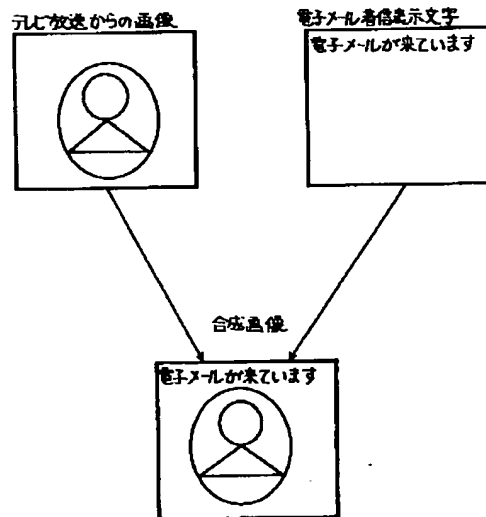 テレビ放送からの画像
電子メール着信表示文字
電子メールが来ています
合成画像
電子メールが来ています